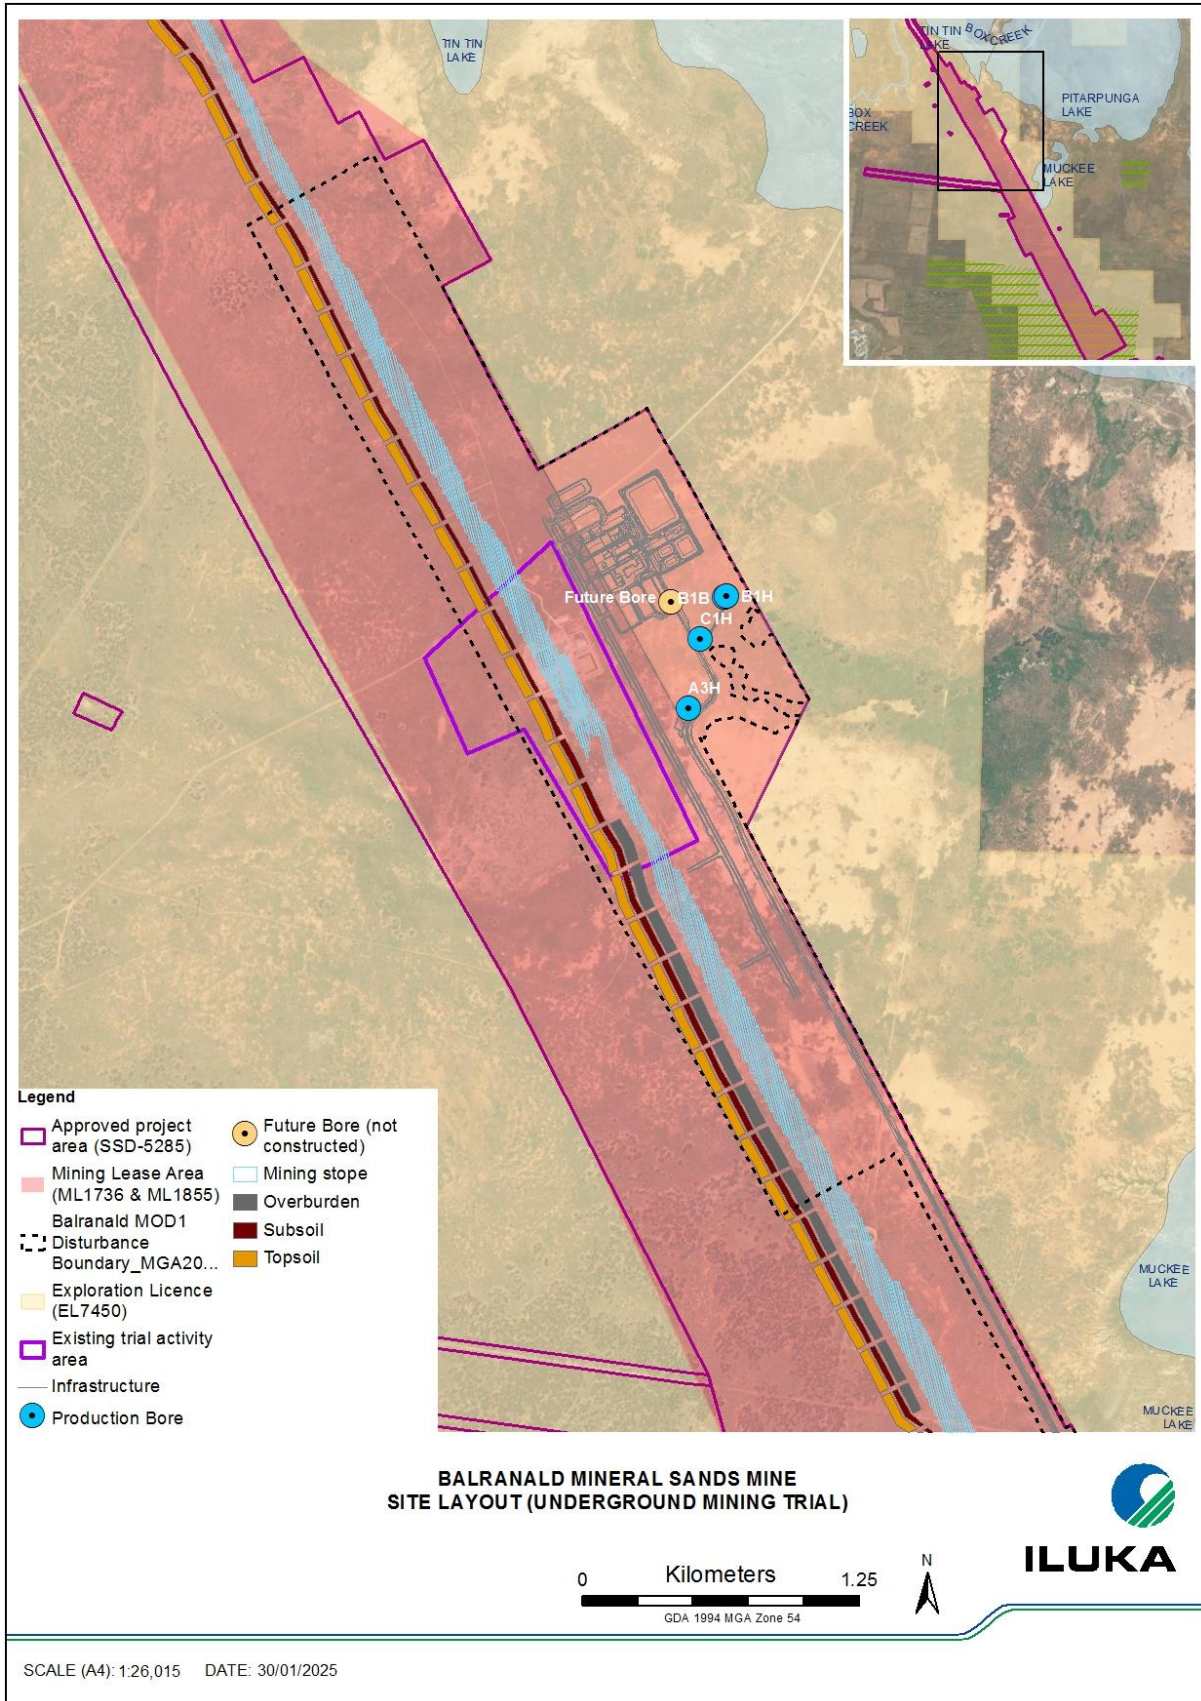 TIN TIN
LAKE
TIN TIN
LAKE
BOXCREEK
PITARPUNGA
LAKE
BOX
CREEK
MUCKEE
LAKE
Future Bore
B1B
B1H
C1H
A3H
MUCKEE
LAKE
MUCKEE
LAKE
Legend
Approved project
area (SSD-5285)
Mining Lease Area
(ML1736 & ML1855)
Balranald MOD1
Disturbance
Boundary_MGA20...
Exploration Licence
(EL7450)
Existing trial activity
area
Infrastructure
Production Bore
Future Bore (not
constructed)
Mining stope
Overburden
Subsoil
Topsoil
BALRANALD MINERAL SANDS MINE
SITE LAYOUT (UNDERGROUND MINING TRIAL)
0 Kilometers 1.25
GDA 1994 MGA Zone 54
N
ILUKA
SCALE (A4): 1:26,015 DATE: 30/01/2025